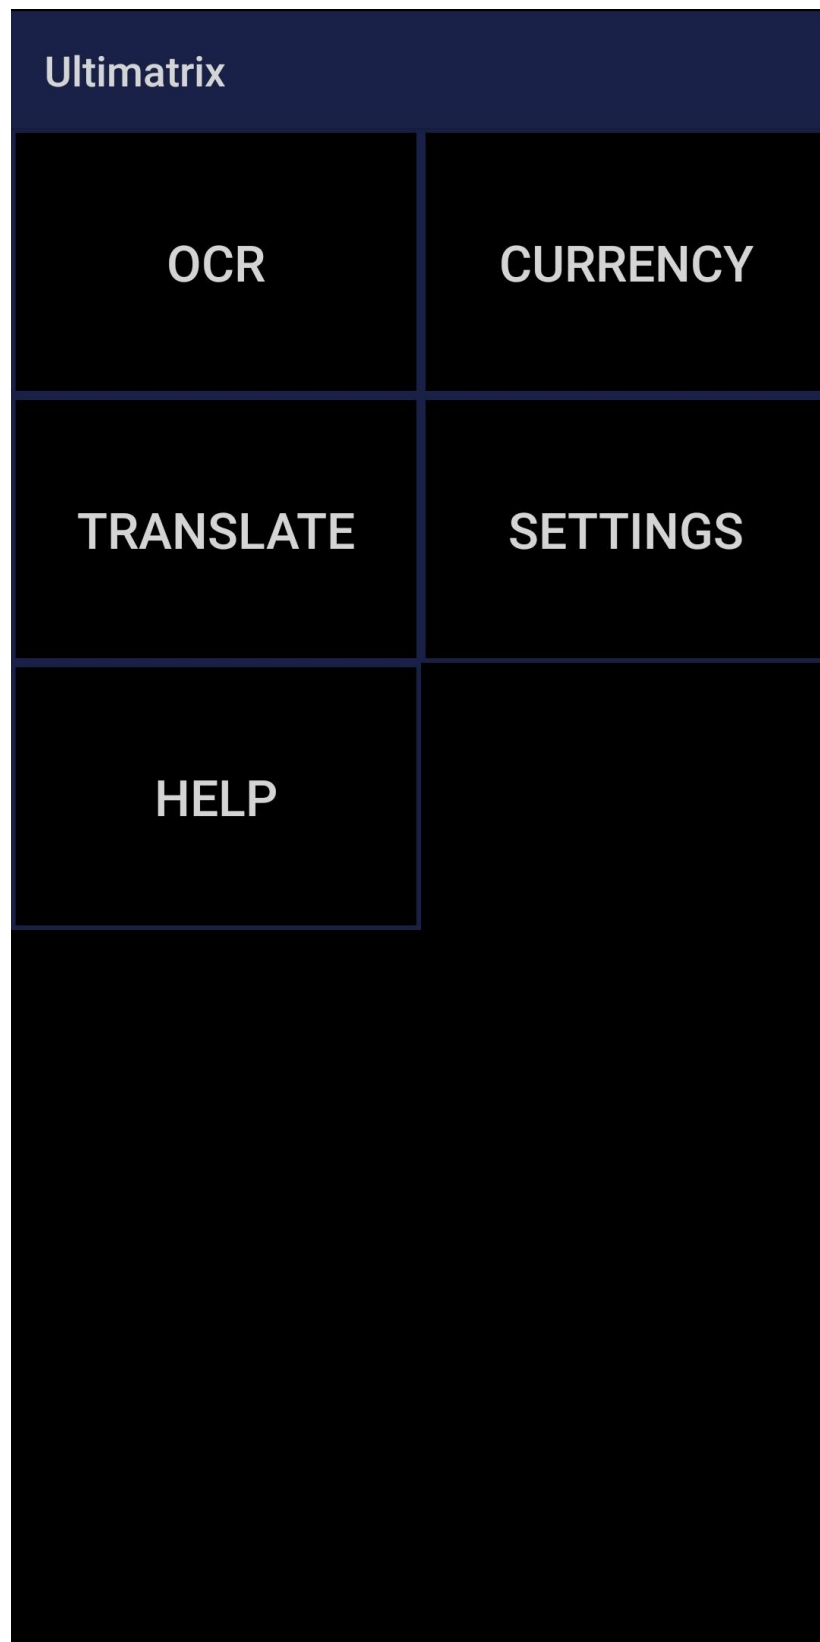 Ultimatrix
OCR
CURRENCY
TRANSLATE
SETTINGS
HELP